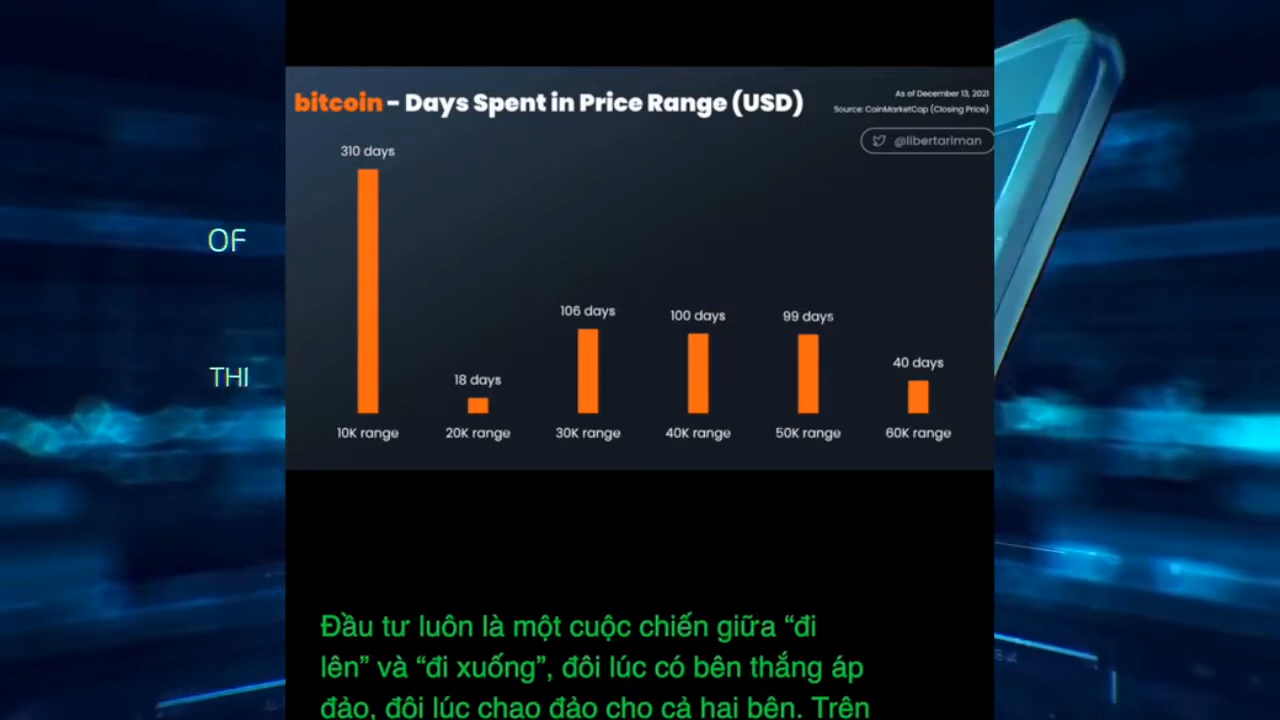 bitcoin - Days Spent in Price Range (USD)
As of December 13, 2021
Source: CoinMarketCap (Closing Price)
@libertariman
310 days
106 days
100 days
99 days
40 days
18 days
10K range
20K range
30K range
40K range
50K range
60K range
OF
THI
Đầu tư luôn là một cuộc chiến giữa “đi
lên” và “đi xuống”, đôi lúc có bên thắng áp
đảo, đôi lúc chao đảo cho cả hai bên. Trên